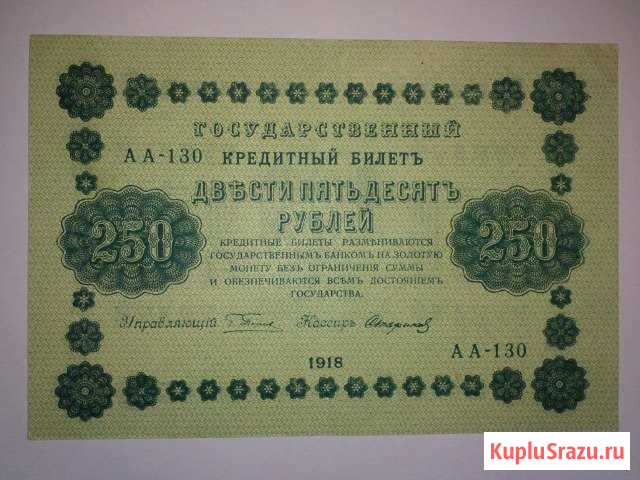 ГОСУДАРСТВЕННЫЙ
АА-130 КРЕДИТНЫЙ БИЛЕТЪ
ДВѢСТИ ПЯТЬДЕСЯТЪ
РУБЛЕЙ
250 250
КРЕДИТНЫЕ БИЛЕТЫ РАЗМѢНИВАЮТСЯ
ГОСУДАРСТВЕННЫМЪ БАНКОМЪ НА ЗОЛОТУЮ
МОНЕТУ БЕЗЪ ОГРАНИЧЕНІЯ СУММЫ
И ОБЕЗПЕЧИВАЮТСЯ ВСѢМЪ ДОСТОЯНІЕМЪ
ГОСУДАРСТВА.
Управляющій Кассиръ
1918 АА-130
KupluSrazu.ru